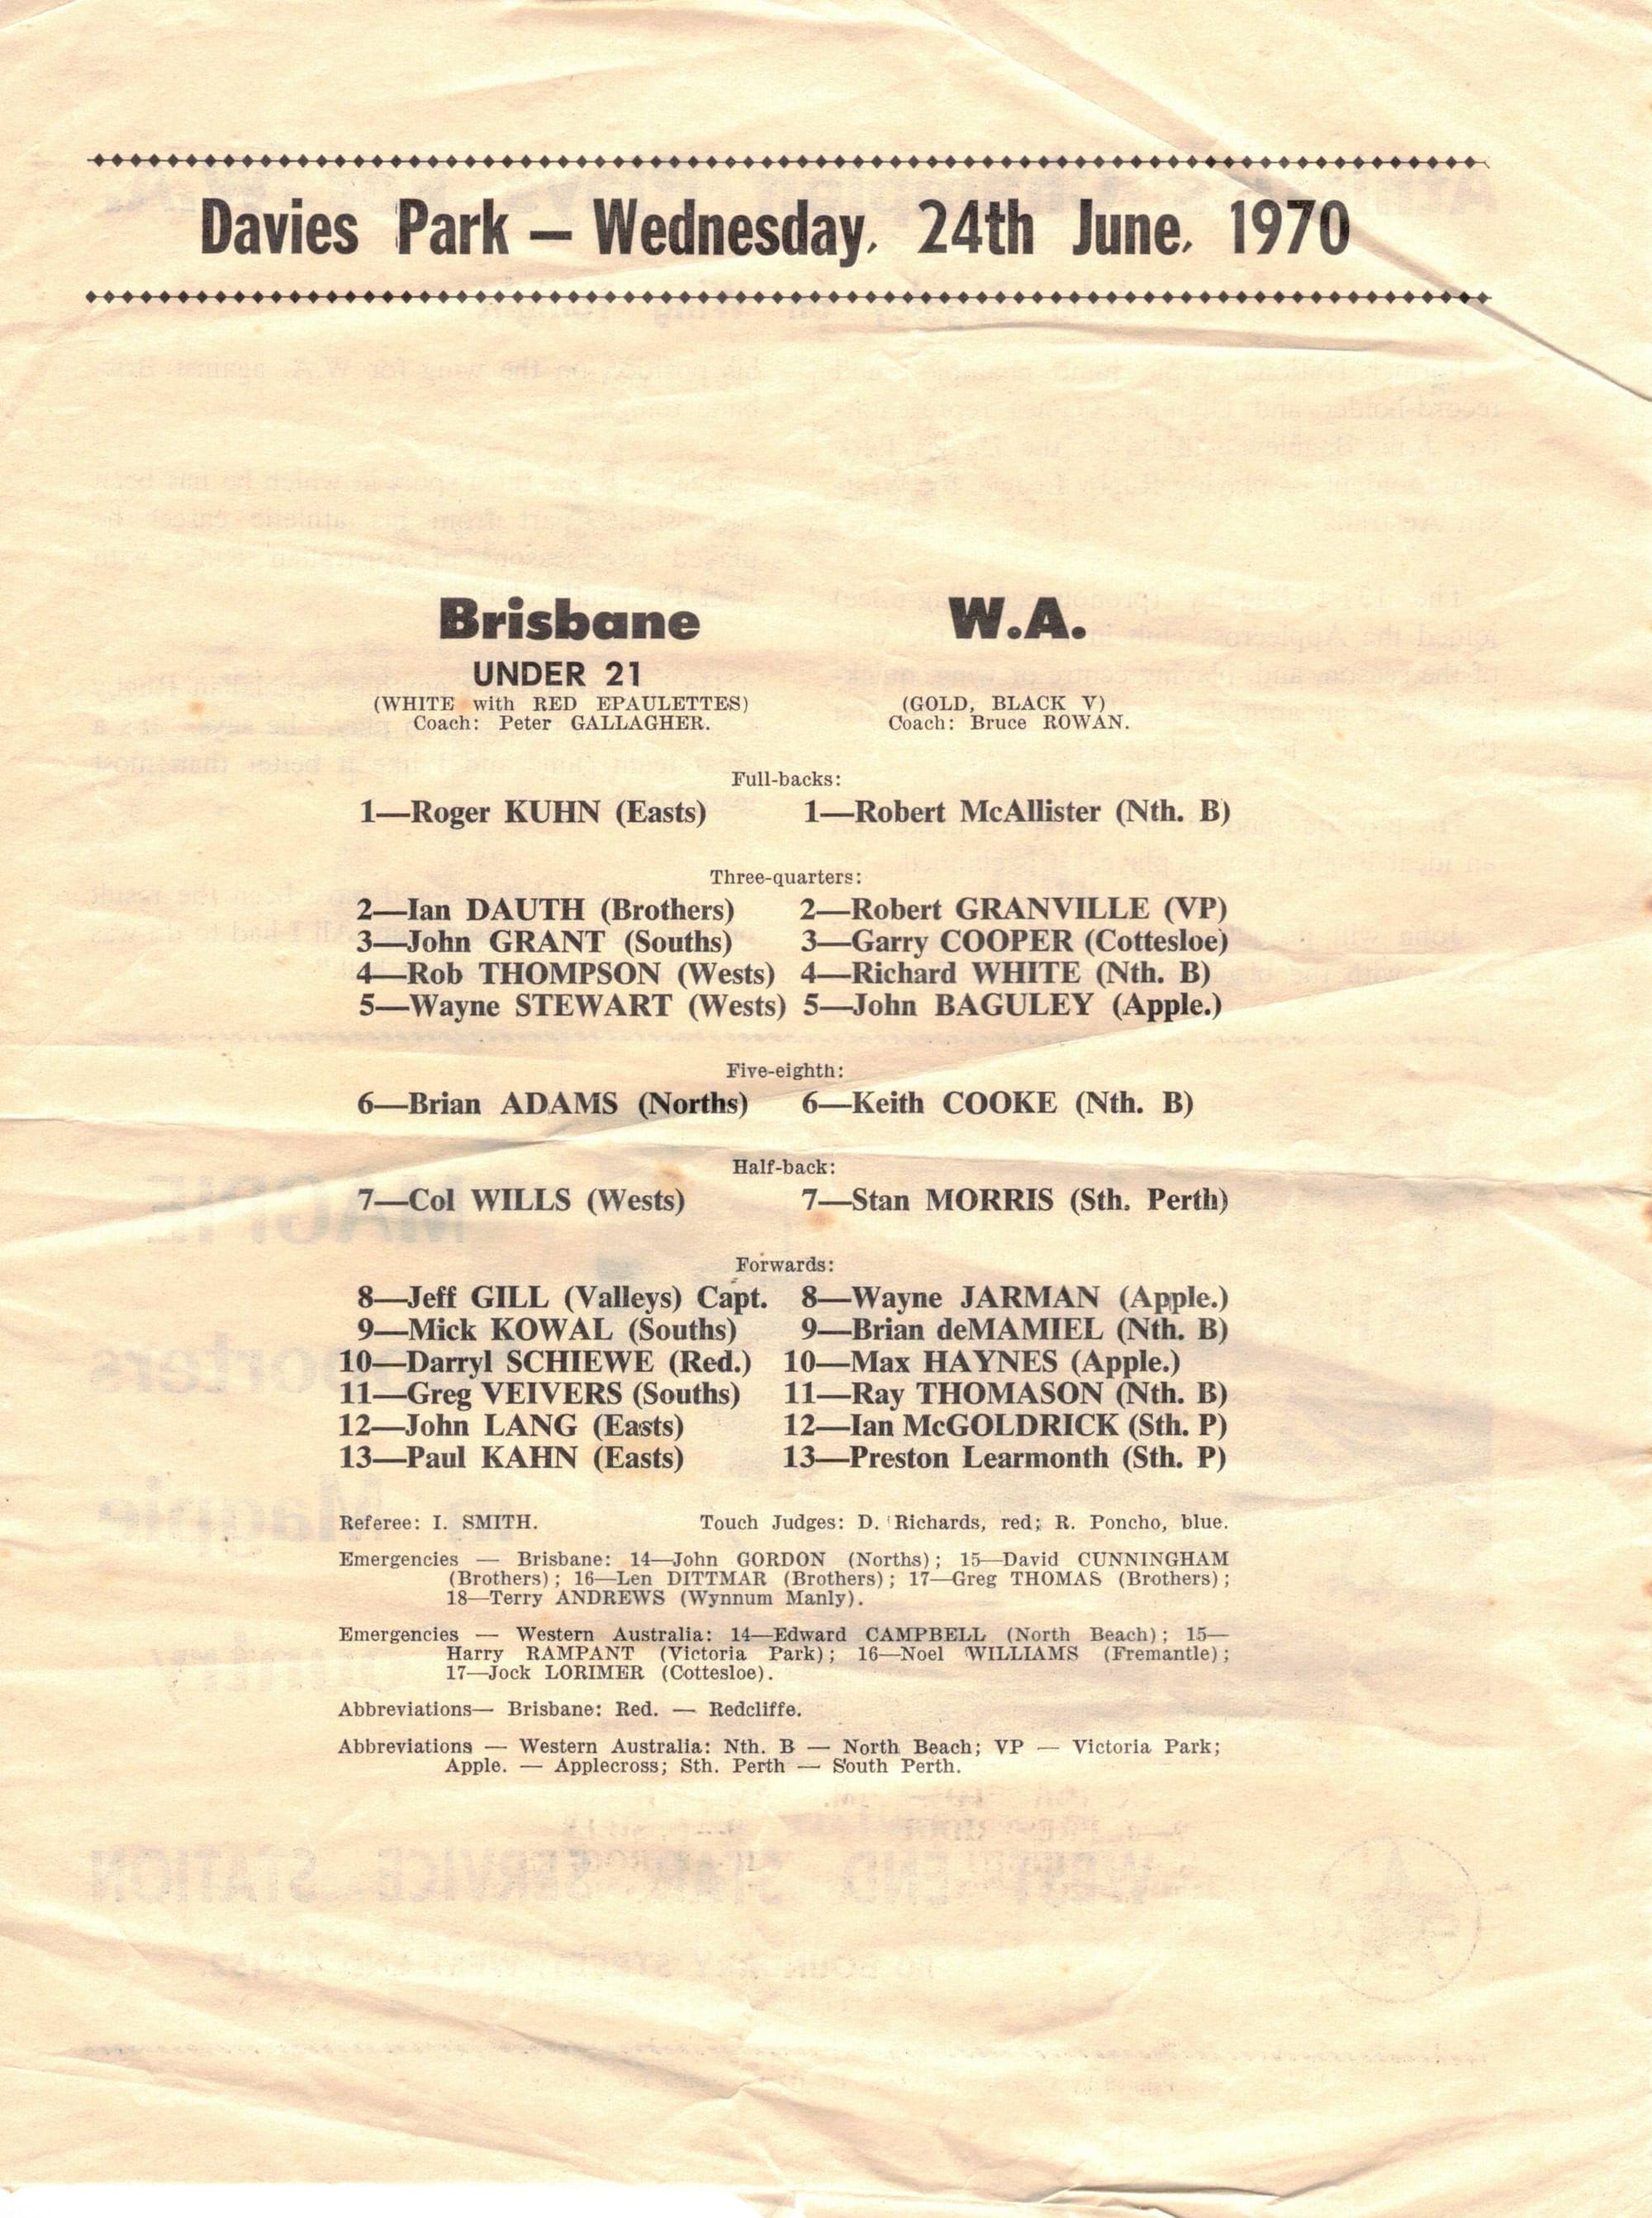 Davies Park — Wednesday, 24th June, 1970
Brisbane W.A.
UNDER 21
(WHITE with RED EPAULETTES) (GOLD, BLACK V)
Coach: Peter GALLAGHER. Coach: Bruce ROWAN.
Full-backs:
1—Roger KUHN (Easts) 1—Robert McAllister (Nth. B)
Three-quarters:
2—Ian DAUTH (Brothers) 2—Robert GRANVILLE (VP)
3—John GRANT (Souths) 3—Garry COOPER (Cottesloe)
4—Rob THOMPSON (Wests) 4—Richard WHITE (Nth. B)
5—Wayne STEWART (Wests) 5—John BAGULEY (Apple.)
Five-eighth:
6—Brian ADAMS (Norths) 6—Keith COOKE (Nth. B)
Half-back:
7—Col WILLS (Wests) 7—Stan MORRIS (Sth. Perth)
Forwards:
8—Jeff GILL (Valleys) Capt. 8—Wayne JARMAN (Apple.)
9—Mick KOWAL (Souths) 9—Brian deMAMIEL (Nth. B)
10—Darryl SCHIEWE (Red.) 10—Max HAYNES (Apple.)
11—Greg VEIVERS (Souths) 11—Ray THOMASON (Nth. B)
12—John LANG (Easts) 12—Ian McGOLDRICK (Sth. P)
13—Paul KAHN (Easts) 13—Preston Learmonth (Sth. P)
Referee: I. SMITH. Touch Judges: D. Richards, red; R. Poncho, blue.
Emergencies — Brisbane: 14—John GORDON (Norths); 15—David CUNNINGHAM
(Brothers); 16—Len DITTMAR (Brothers); 17—Greg THOMAS (Brothers);
18—Terry ANDREWS (Wynnum Manly).
Emergencies — Western Australia: 14—Edward CAMPBELL (North Beach); 15—
Harry RAMPANT (Victoria Park); 16—Noel WILLIAMS (Fremantle);
17—Jock LORIMER (Cottesloe).
Abbreviations— Brisbane: Red. — Redcliffe.
Abbreviations — Western Australia: Nth. B — North Beach; VP — Victoria Park;
Apple. — Applecross; Sth. Perth — South Perth.